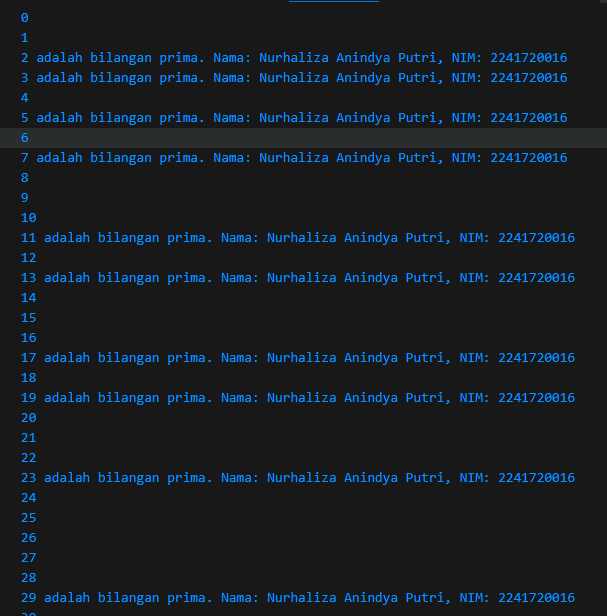 0
1
2 adalah bilangan prima. Nama: Nurhaliza Anindya Putri, NIM: 2241720016
3 adalah bilangan prima. Nama: Nurhaliza Anindya Putri, NIM: 2241720016
4
5 adalah bilangan prima. Nama: Nurhaliza Anindya Putri, NIM: 2241720016
6
7 adalah bilangan prima. Nama: Nurhaliza Anindya Putri, NIM: 2241720016
8
9
10
11 adalah bilangan prima. Nama: Nurhaliza Anindya Putri, NIM: 2241720016
12
13 adalah bilangan prima. Nama: Nurhaliza Anindya Putri, NIM: 2241720016
14
15
16
17 adalah bilangan prima. Nama: Nurhaliza Anindya Putri, NIM: 2241720016
18
19 adalah bilangan prima. Nama: Nurhaliza Anindya Putri, NIM: 2241720016
20
21
22
23 adalah bilangan prima. Nama: Nurhaliza Anindya Putri, NIM: 2241720016
24
25
26
27
28
29 adalah bilangan prima. Nama: Nurhaliza Anindya Putri, NIM: 2241720016